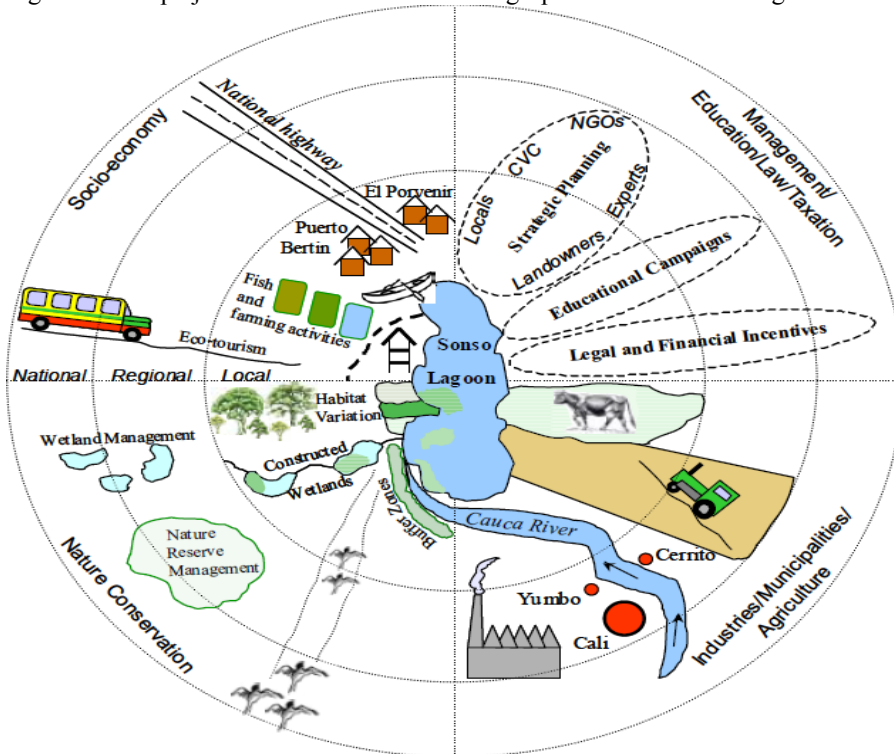 National highway
El Porvenir
Puerto
Bertin
Fish
and
farming activities
Eco-tourism
National Regional Local
Socio-economy
NGOs
CVC
Locals
Strategic Planning
Experts
Landowners
Educational Campaigns
Legal and Financial Incentives
Management/
Education/Law/Taxation
Sonso
Lagoon
Habitat
Variation
Wetland Management
Constructed
Wetlands
Buffer Zones
Nature
Reserve
Management
Nature Conservation
Cauca River
Cerrito
Yumbo
Cali
Industries/Municipalities/
Agriculture